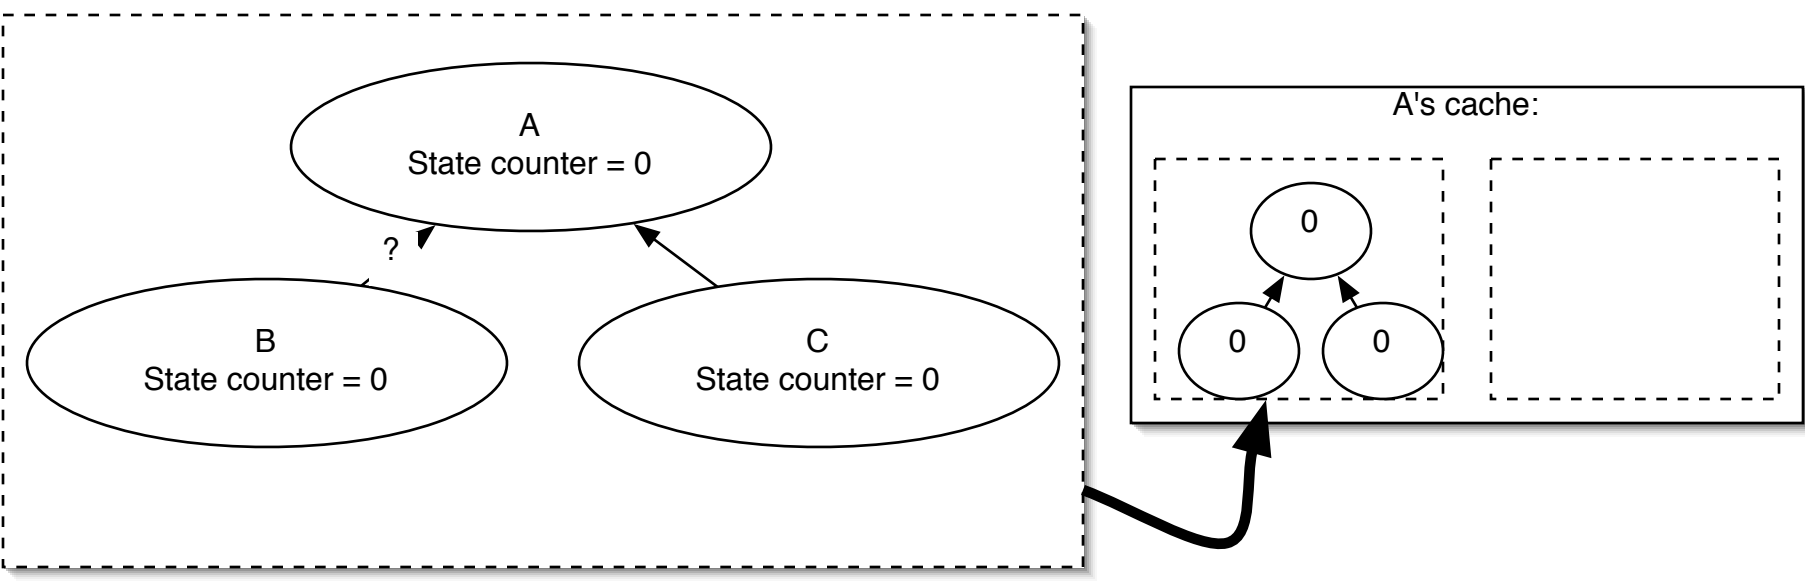 A
State counter = 0
?
B
State counter = 0
C
State counter = 0
A's cache:
0
0
0